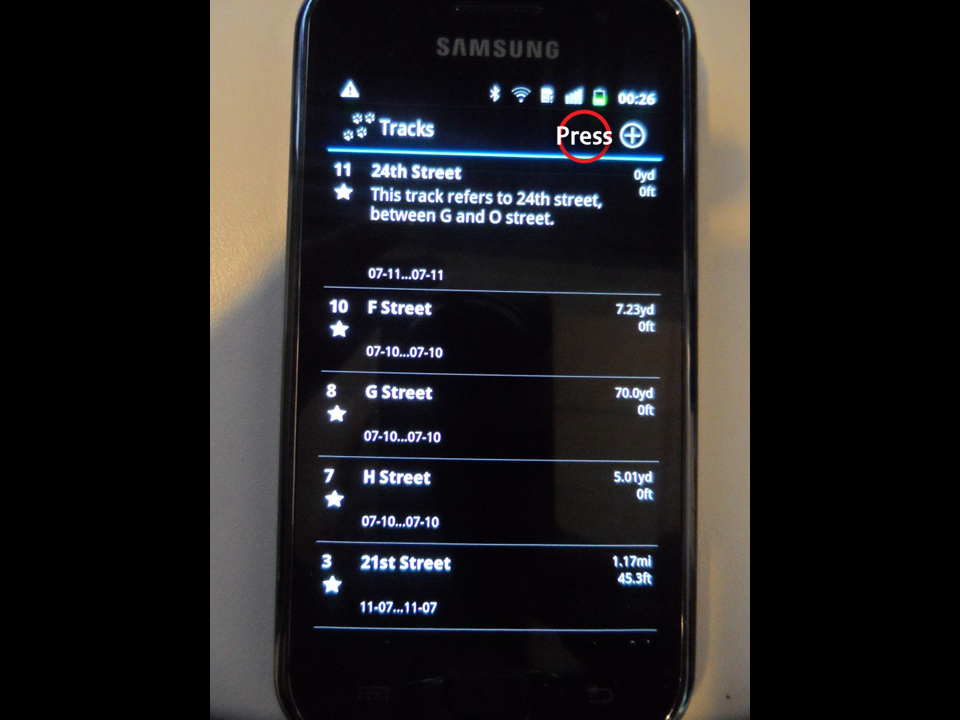 SAMSUNG
00:26
Tracks
Press
11 24th Street 0yd
0ft
This track refers to 24th street,
between G and O street.
07-11...07-11
10 F Street 7.23yd
0ft
07-10...07-10
8 G Street 70.0yd
0ft
07-10...07-10
7 H Street 5.01yd
0ft
07-10...07-10
3 21st Street 1.17mi
45.3ft
11-07...11-07